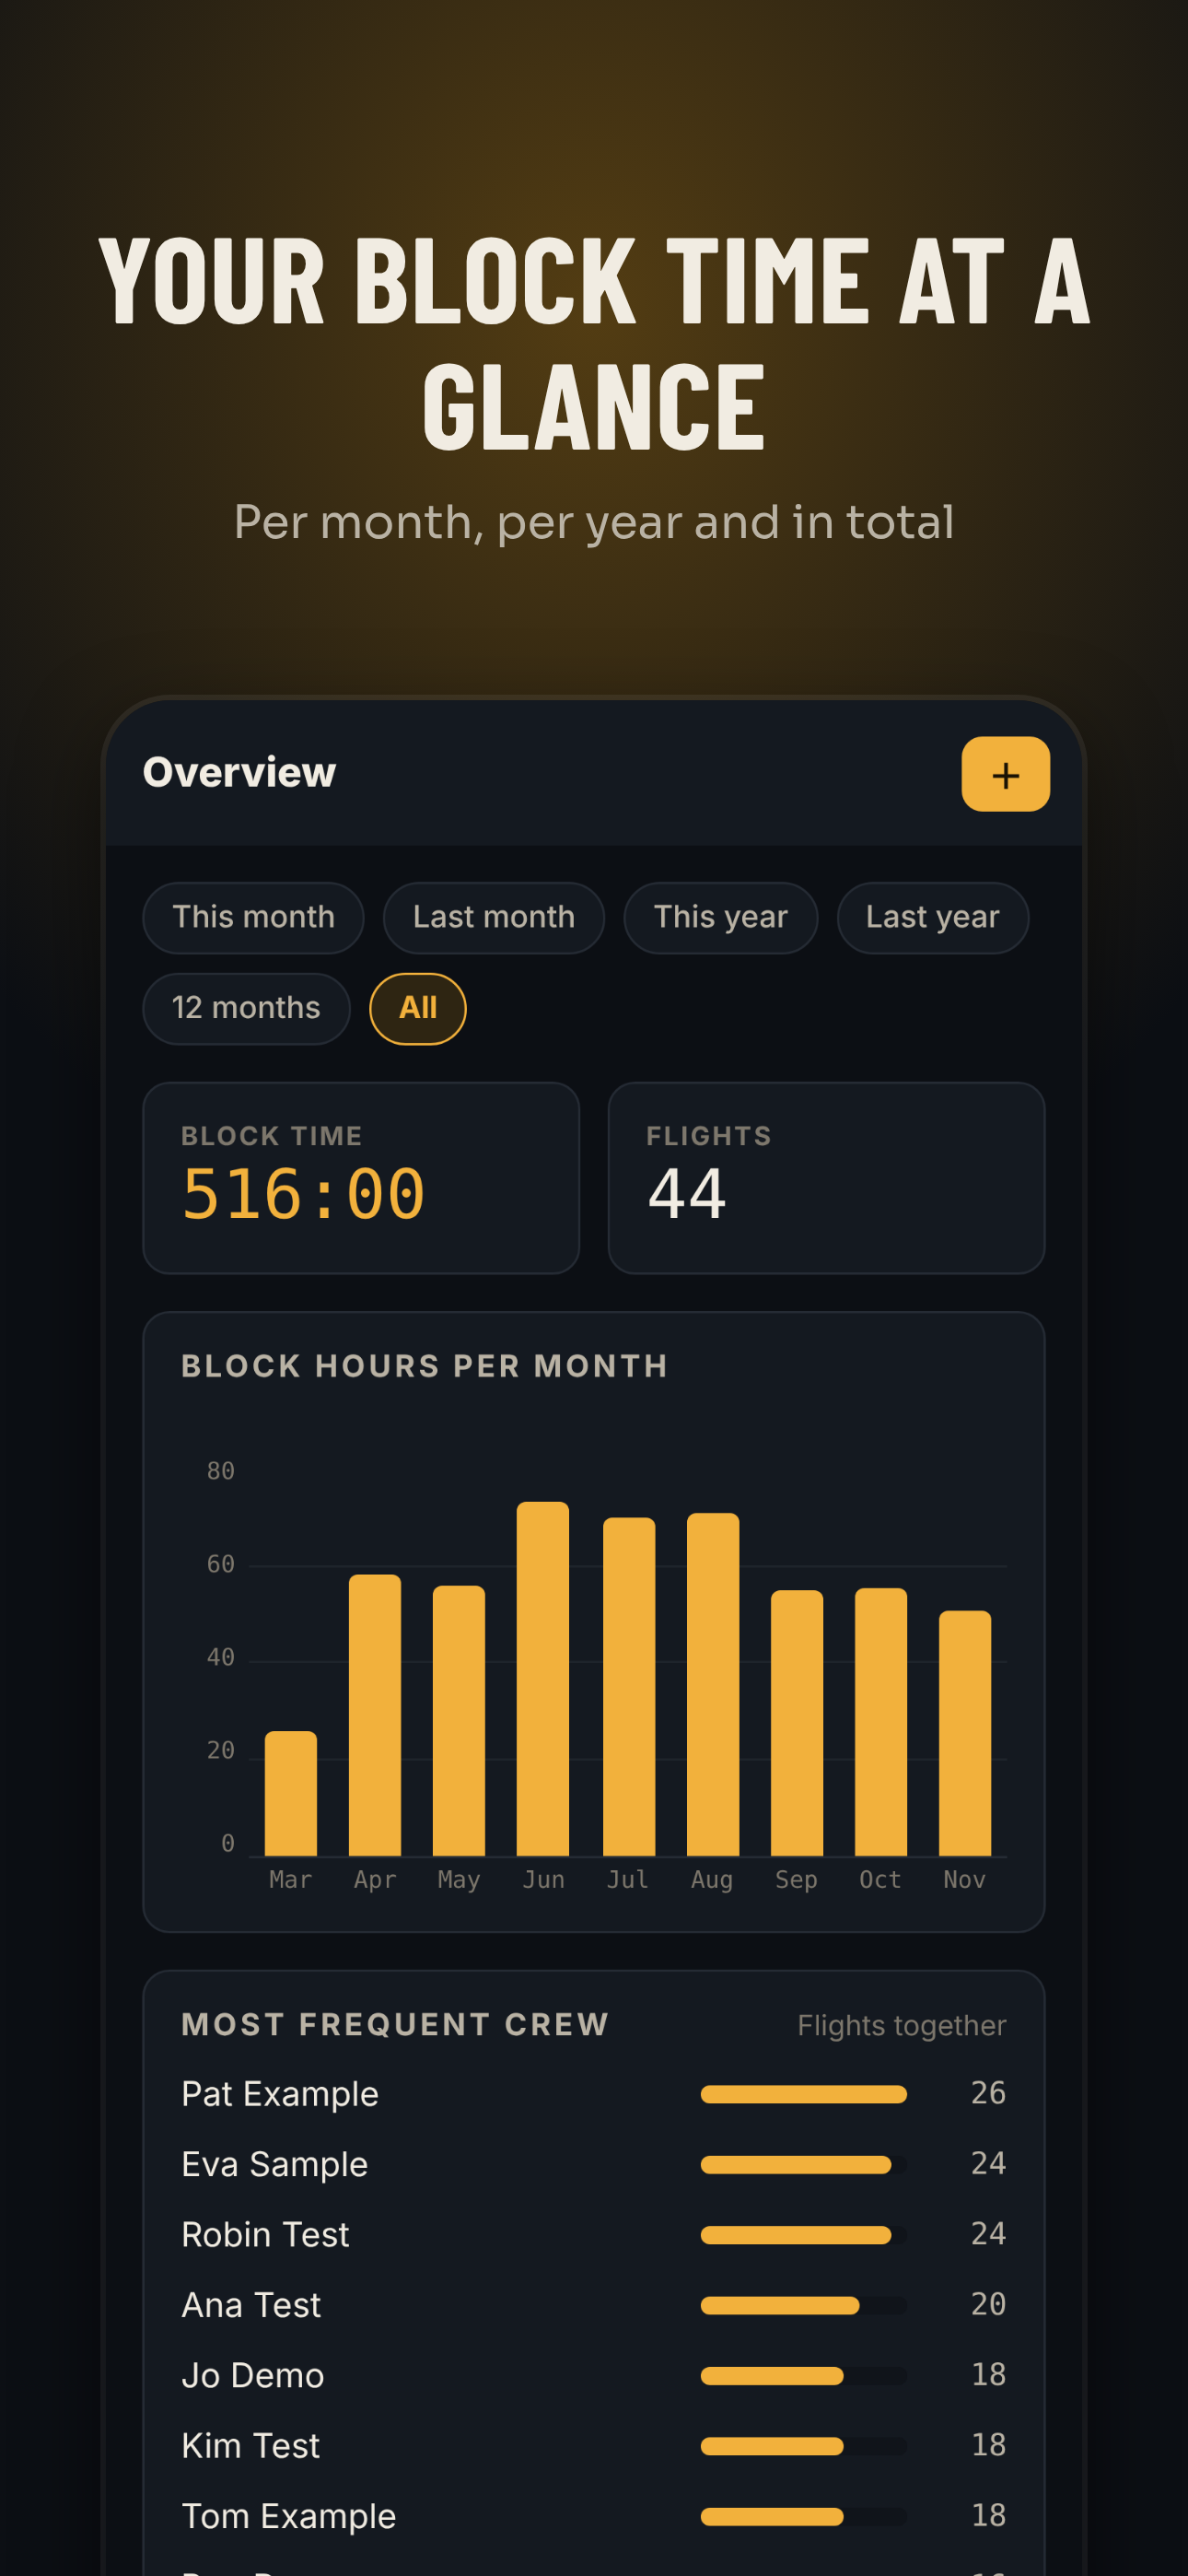 YOUR BLOCK TIME AT A
GLANCE
Per month, per year and in total
Overview
+
This month Last month This year Last year
12 months All
BLOCK TIME FLIGHTS
516:00 44
BLOCK HOURS PER MONTH
80
60
40
20
0
Mar Apr May Jun Jul Aug Sep Oct Nov
MOST FREQUENT CREW Flights together
Pat Example 26
Eva Sample 24
Robin Test 24
Ana Test 20
Jo Demo 18
Kim Test 18
Tom Example 18